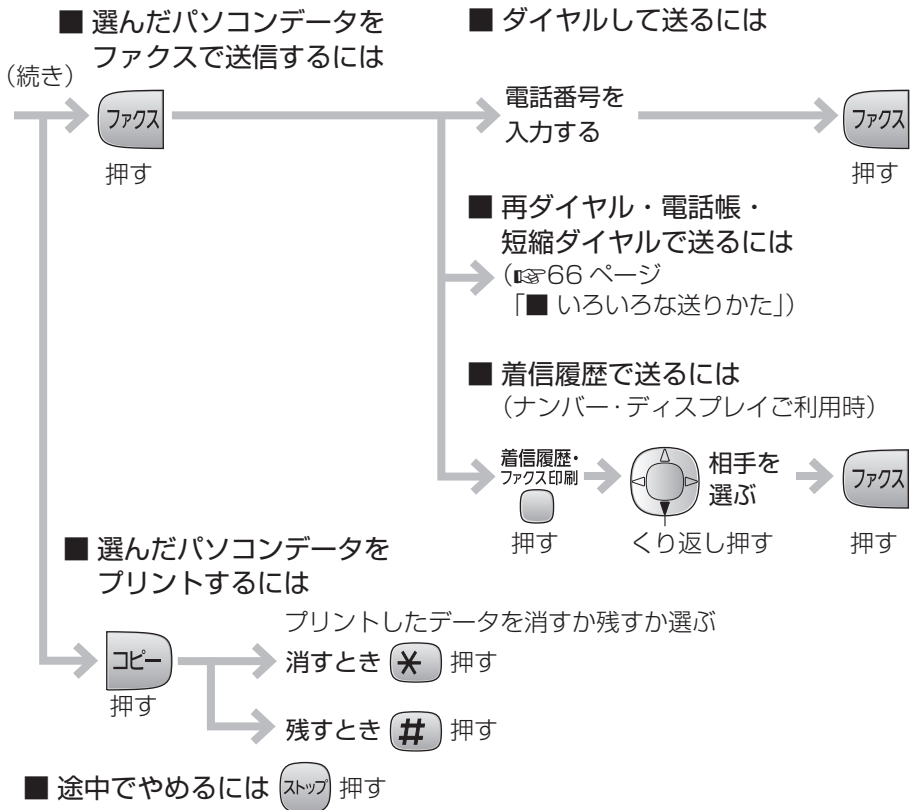 ■ 選んだパソコンデータを
ファクスで送信するには
(続き)
ファクス
押す
■ ダイヤルして送るには
電話番号を
入力する
ファクス
押す
■ 再ダイヤル・電話帳・
短縮ダイヤルで送るには
(☞66 ページ
「■ いろいろな送りかた」)
■ 着信履歴で送るには
(ナンバー・ディスプレイご利用時)
着信履歴・
ファクス印刷
押す
相手を
選ぶ
くり返し押す
ファクス
押す
■ 選んだパソコンデータを
プリントするには
コピー
押す
プリントしたデータを消すか残すか選ぶ
消すとき ＊ 押す
残すとき # 押す
■ 途中でやめるには ストップ 押す